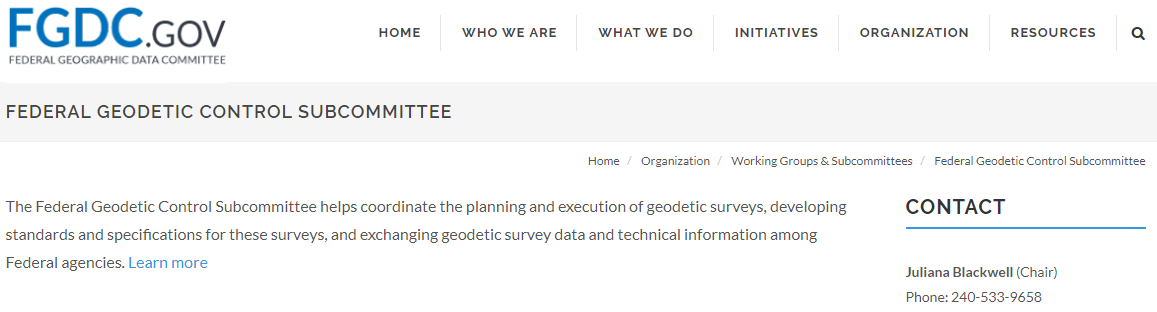 FGDC.GOV
FEDERAL GEOGRAPHIC DATA COMMITTEE
HOME WHO WE ARE WHAT WE DO INITIATIVES ORGANIZATION RESOURCES
FEDERAL GEODETIC CONTROL SUBCOMMITTEE
Home / Organization / Working Groups & Subcommittees / Federal Geodetic Control Subcommittee
The Federal Geodetic Control Subcommittee helps coordinate the planning and execution of geodetic surveys, developing
standards and specifications for these surveys, and exchanging geodetic survey data and technical information among
Federal agencies. Learn more
CONTACT
Juliana Blackwell (Chair)
Phone: 240-533-9658